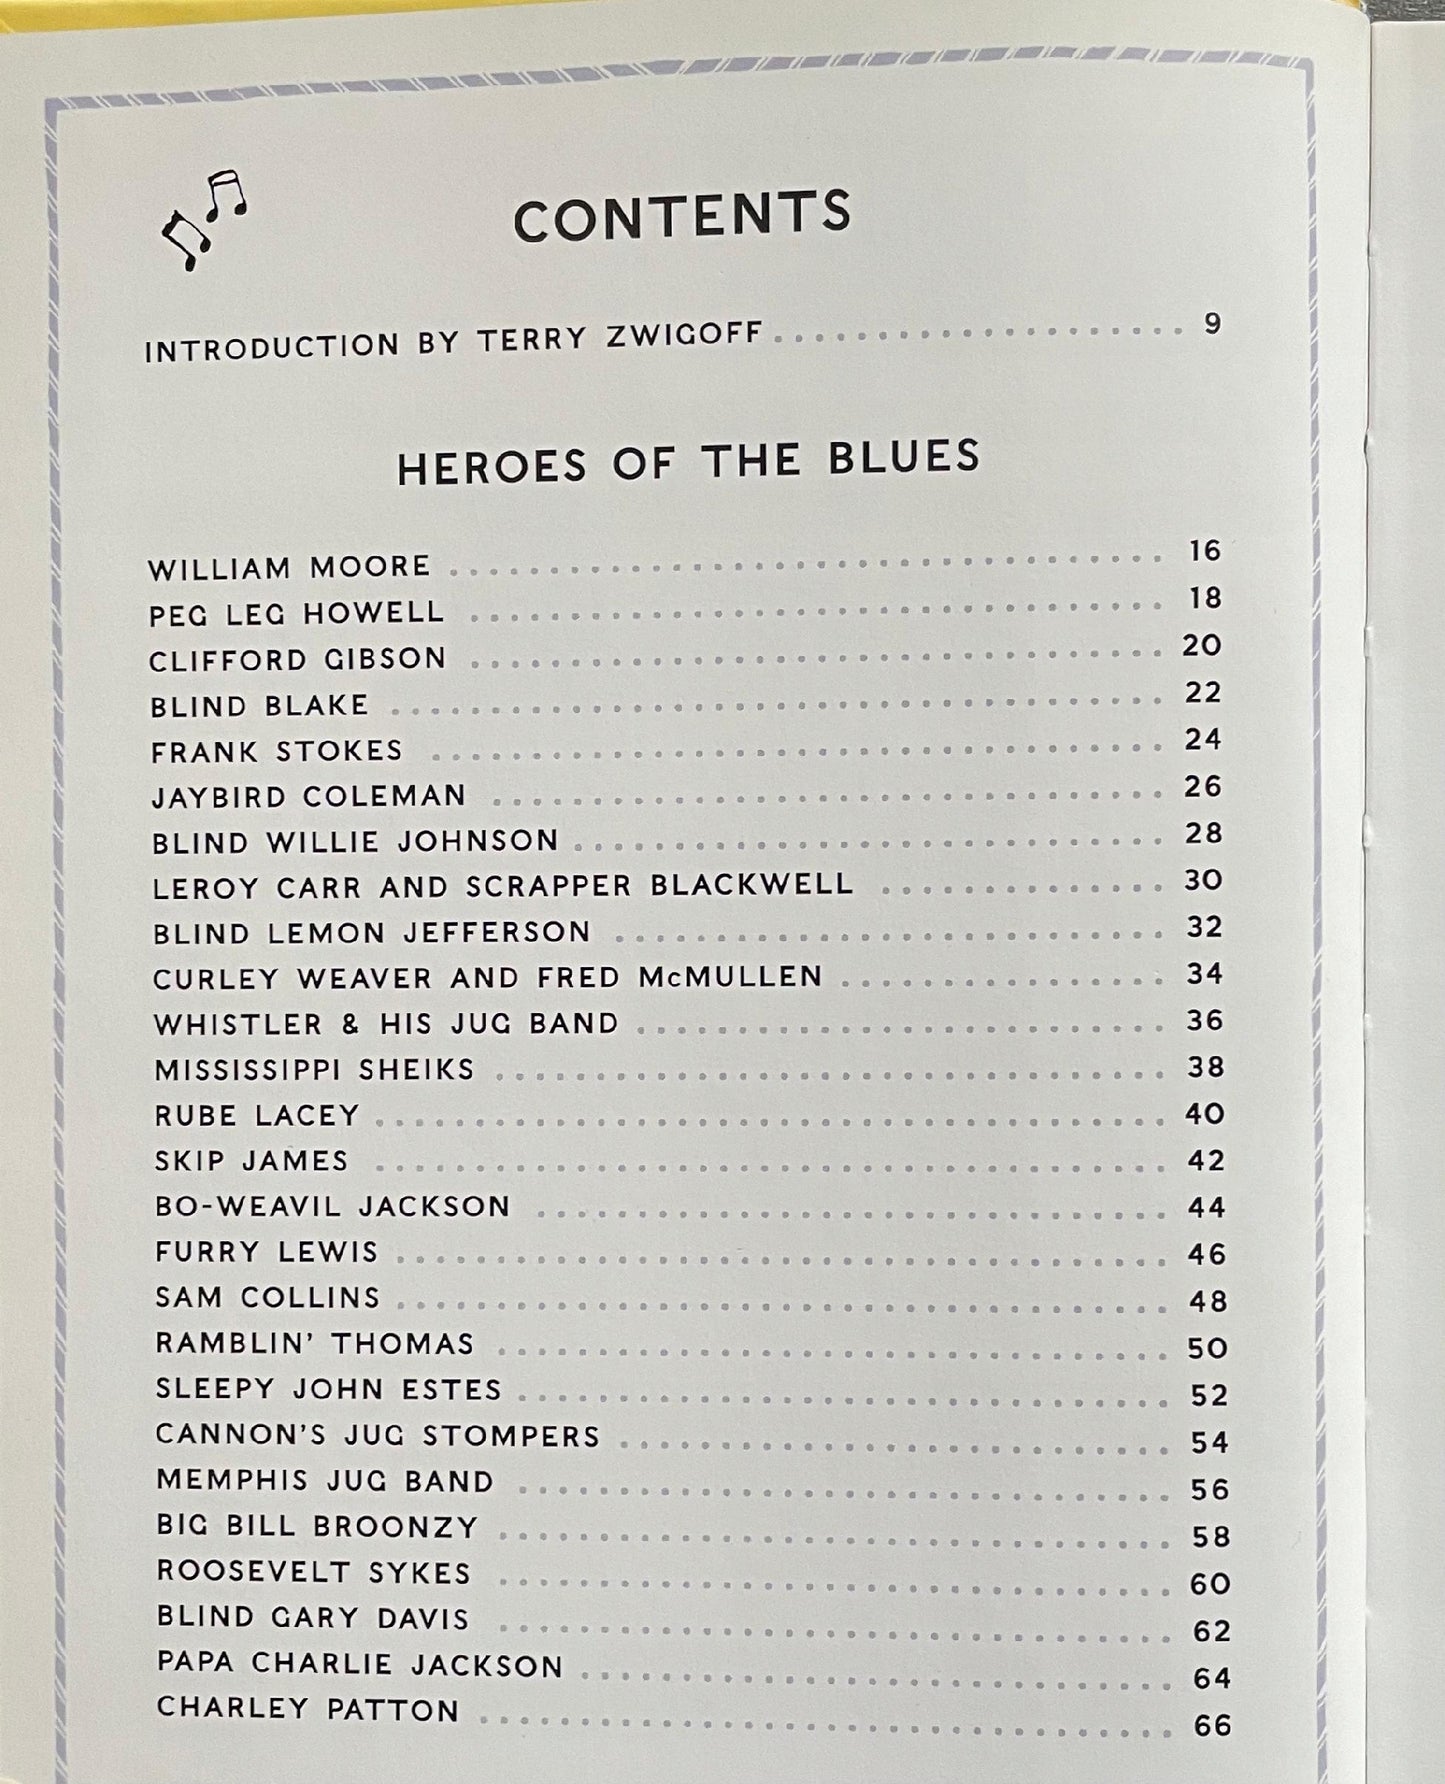 CONTENTS
INTRODUCTION BY TERRY ZWIGOFF 9
HEROES OF THE BLUES
WILLIAM MOORE 16
PEG LEG HOWELL 18
CLIFFORD GIBSON 20
BLIND BLAKE 22
FRANK STOKES 24
JAYBIRD COLEMAN 26
BLIND WILLIE JOHNSON 28
LEROY CARR AND SCRAPPER BLACKWELL 30
BLIND LEMON JEFFERSON 32
CURLEY WEAVER AND FRED McMULLEN 34
WHISTLER & HIS JUG BAND 36
MISSISSIPPI SHEIKS 38
RUBE LACEY 40
SKIP JAMES 42
BO-WEAVIL JACKSON 44
FURRY LEWIS 46
SAM COLLINS 48
RAMBLIN' THOMAS 50
SLEEPY JOHN ESTES 52
CANNON'S JUG STOMPERS 54
MEMPHIS JUG BAND 56
BIG BILL BROONZY 58
ROOSEVELT SYKES 60
BLIND GARY DAVIS 62
PAPA CHARLIE JACKSON 64
CHARLEY PATTON 66